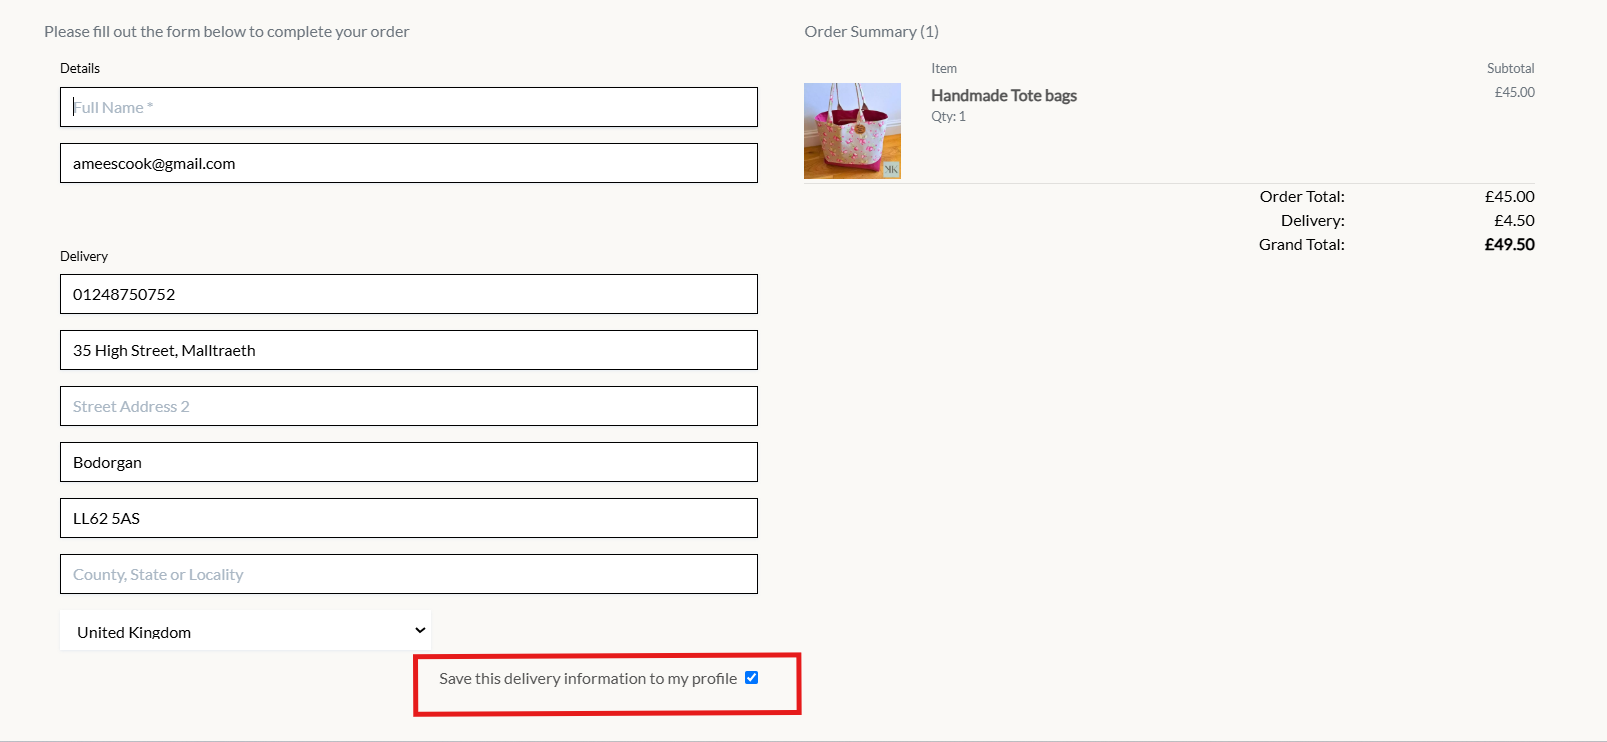 Please fill out the form below to complete your order
Details
Full Name *
ameescook@gmail.com
Delivery
01248750752
35 High Street, Malltraeth
Street Address 2
Bodorgan
LL62 5AS
County, State or Locality
United Kingdom
Save this delivery information to my profile
Order Summary (1)
Item Subtotal
Handmade Tote bags £45.00
Qty: 1
Order Total: £45.00
Delivery: £4.50
Grand Total: £49.50